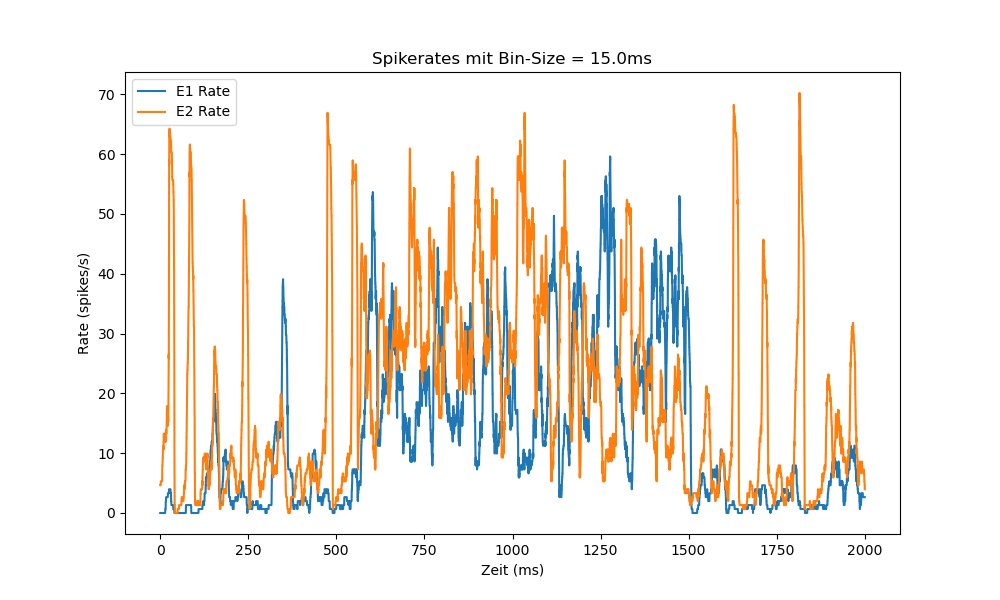 Spikerates mit Bin-Size = 15.0ms
E1 Rate
E2 Rate
Rate (spikes/s)
70
60
50
40
30
20
10
0
0 250 500 750 1000 1250 1500 1750 2000
Zeit (ms)